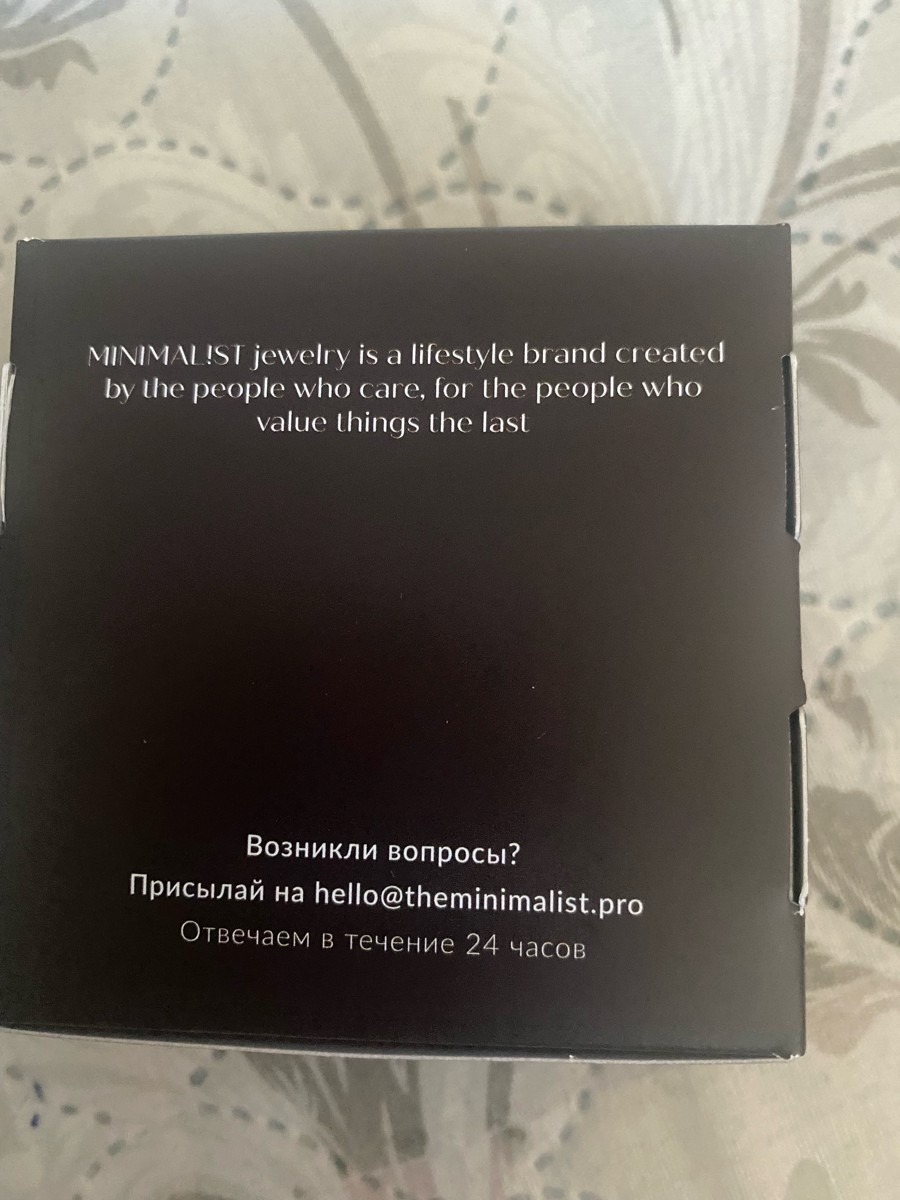 MINIMAL!ST jewelry is a lifestyle brand created
by the people who care, for the people who
value things the last
Возникли вопросы?
Присылай на hello@theminimalist.pro
Отвечаем в течение 24 часов